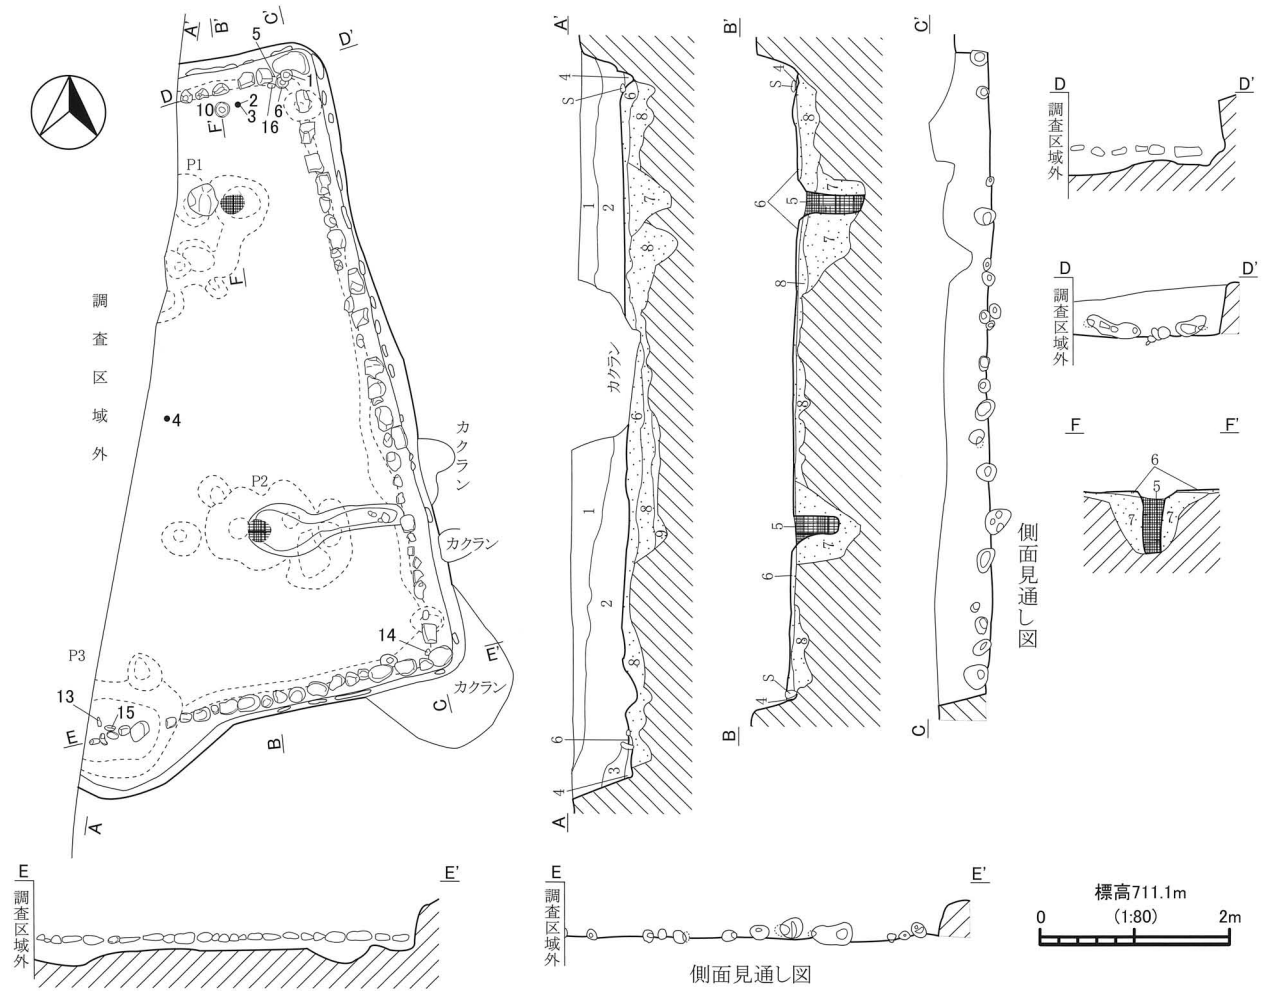 A'
B'
C'
D'
5
D
10
2
3
1
6
16
F'
P1
F
調査区域外
4
カクラン
P2
カクラン
14
E'
カクラン
P3
13
15
E
C
B
A
A'
4
S
6
8
1
2
7
8
カクラン
6
1
8
9
2
8
6
3
4
A
B'
4
S
8
7
6
5
7
8
8
5
7
6
8
S
4
B
C'
側面見通し図
C
D
D'
調査区域外
D
D'
調査区域外
F
F'
6
5
7
7
E
E'
調査区域外
E
E'
調査区域外
側面見通し図
標高711.1m
0
(1:80)
2m